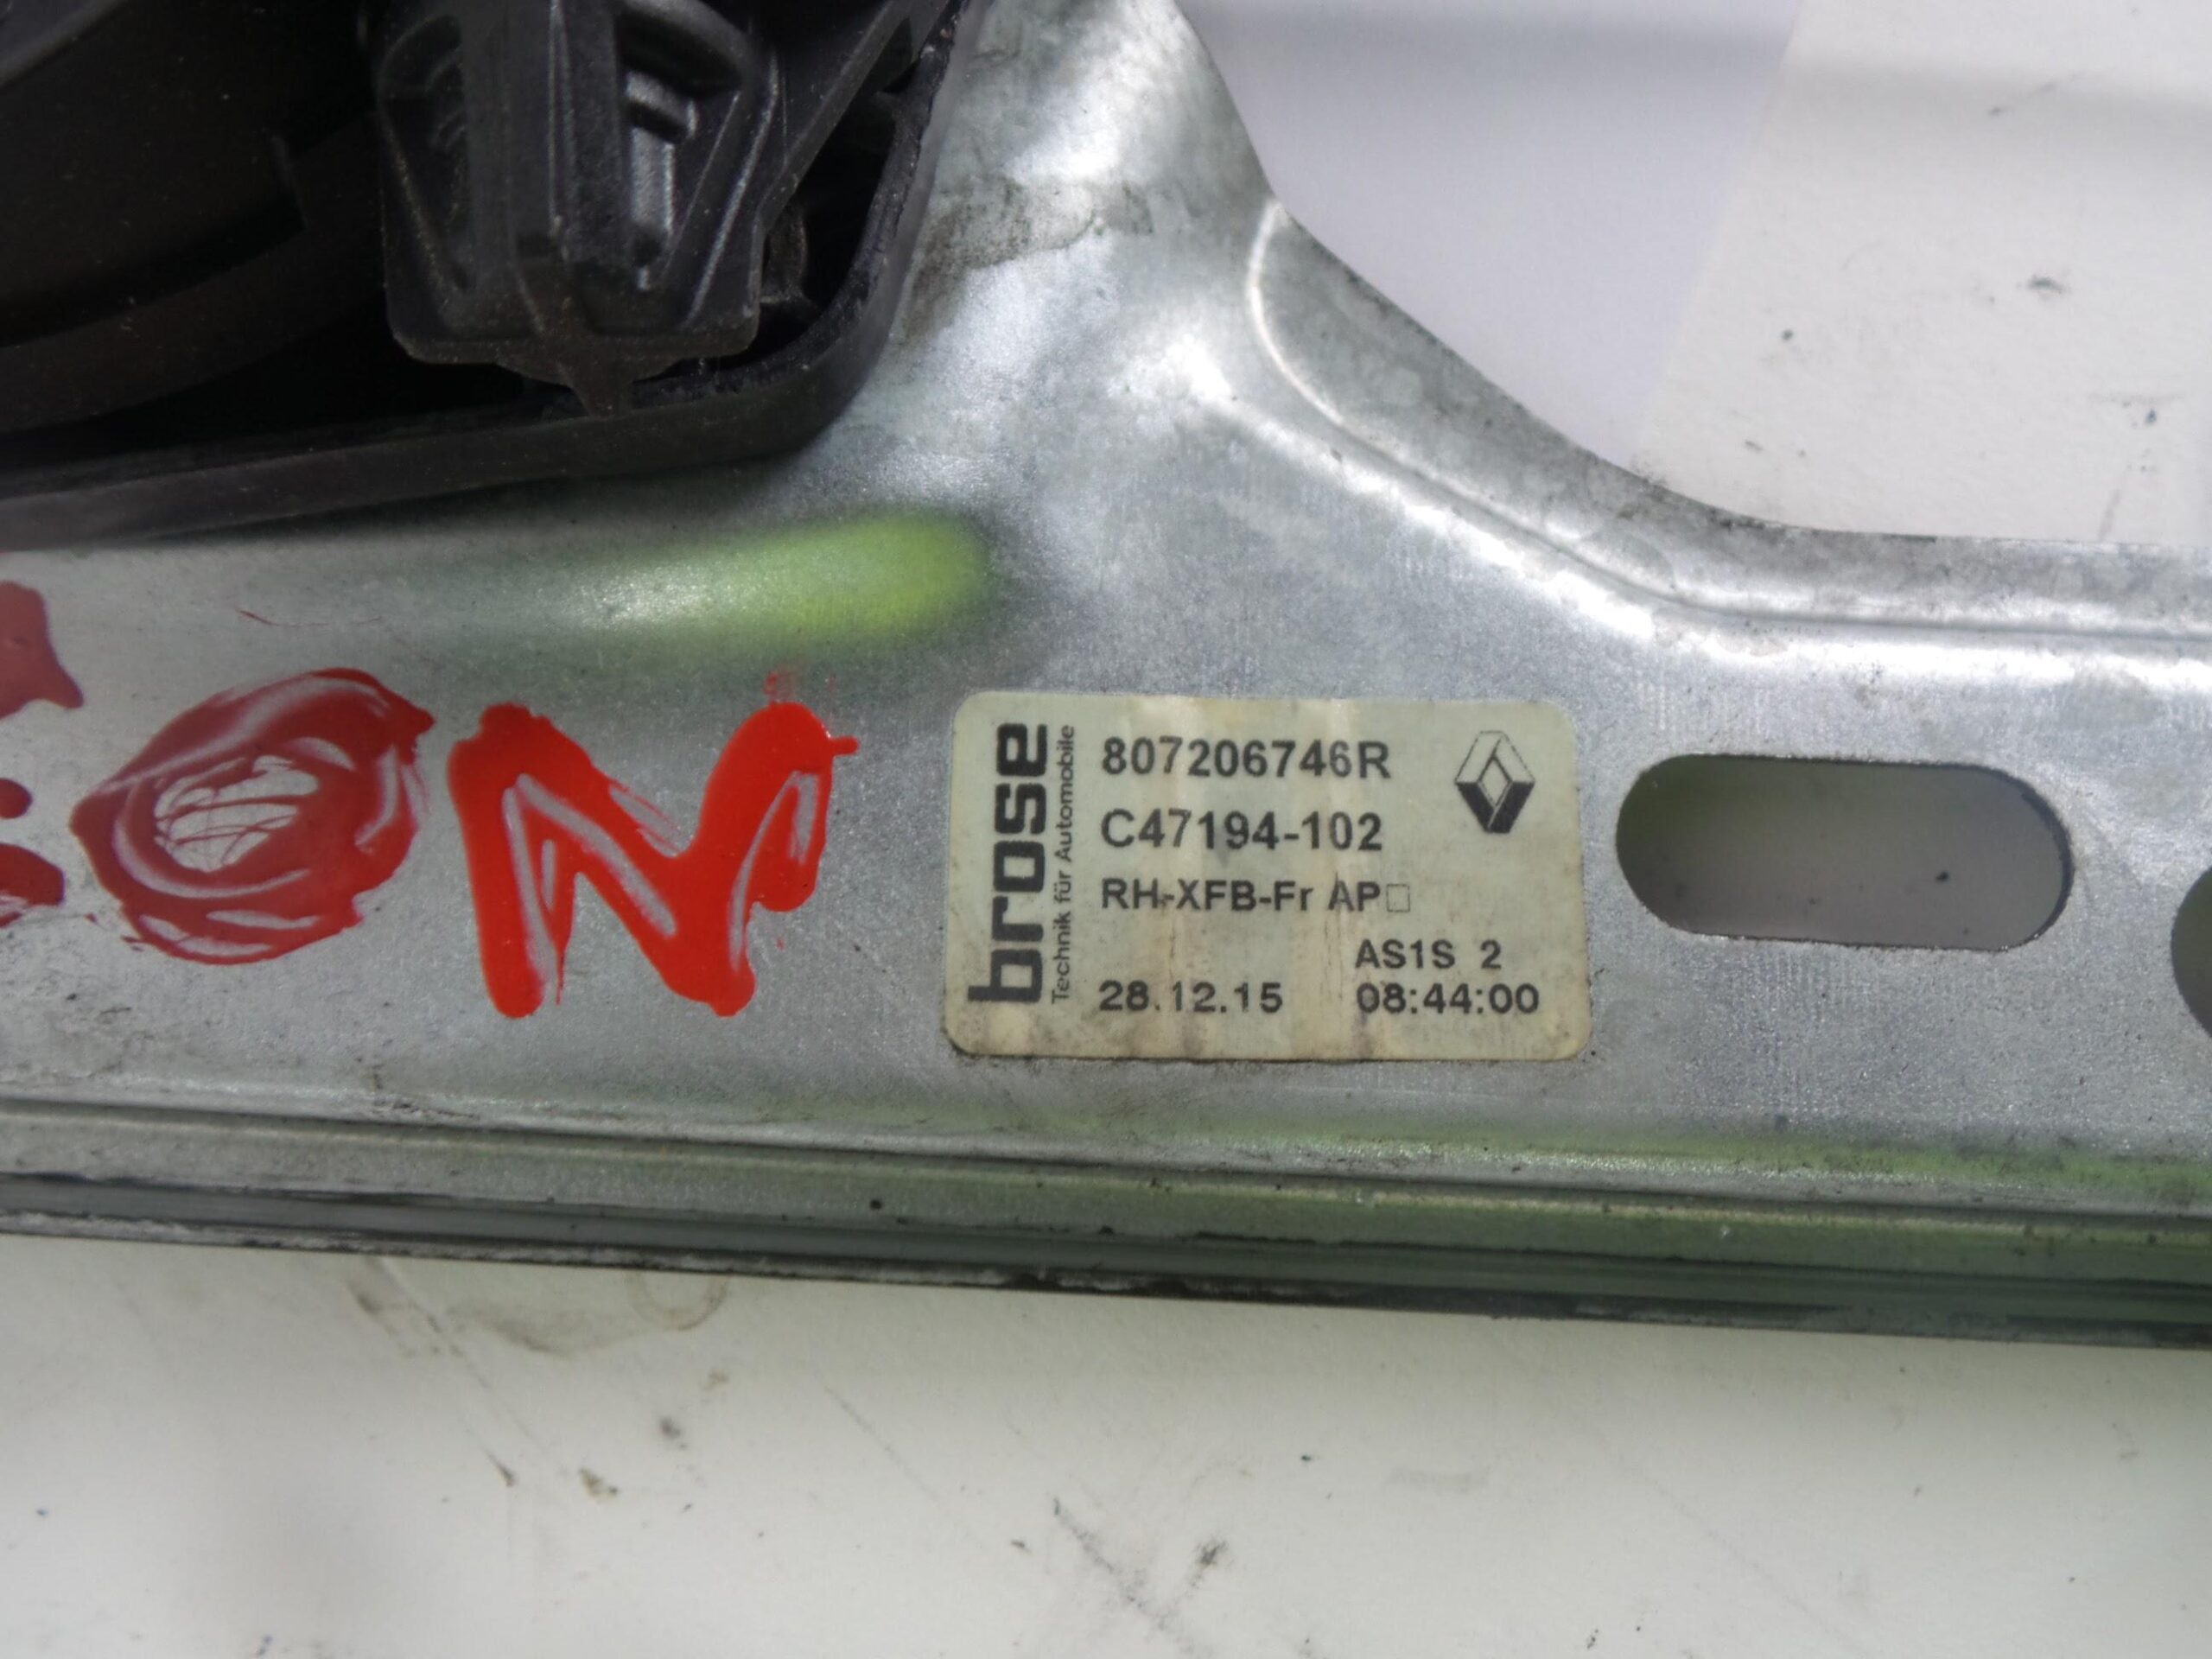 ON
brose
Technik für Automobile
807206746R
C47194-102
RH-XFB-Fr AP□
AS1S 2
28.12.15 08:44:00